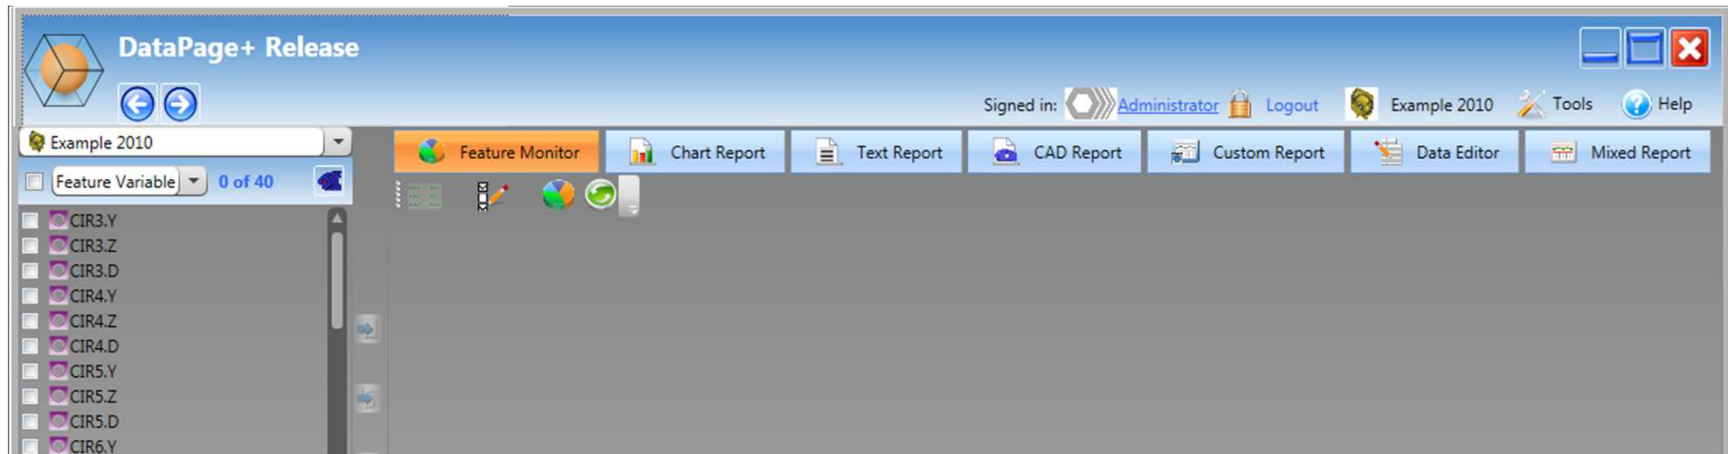 DataPage+ Release
Signed in: Administrator Logout Example 2010 Tools Help
Example 2010
Feature Monitor Chart Report Text Report CAD Report Custom Report Data Editor Mixed Report
Feature Variable 0 of 40
CIR3.Y
CIR3.Z
CIR3.D
CIR4.Y
CIR4.Z
CIR4.D
CIR5.Y
CIR5.Z
CIR5.D
CIR6.Y